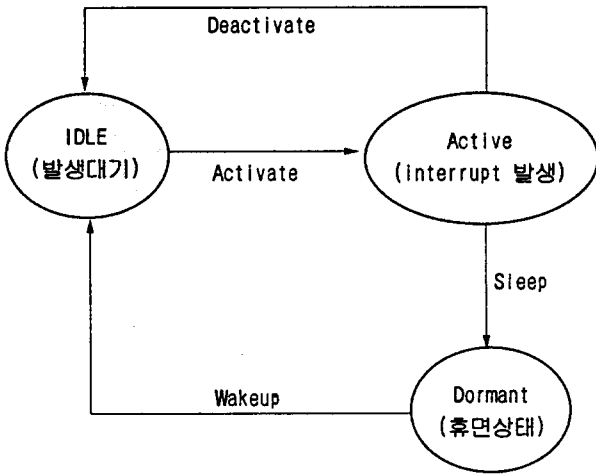 Deactivate
IDLE
(발생대기)
Activate
Active
(interrupt 발생)
Sleep
Wakeup
Dormant
(휴면상태)